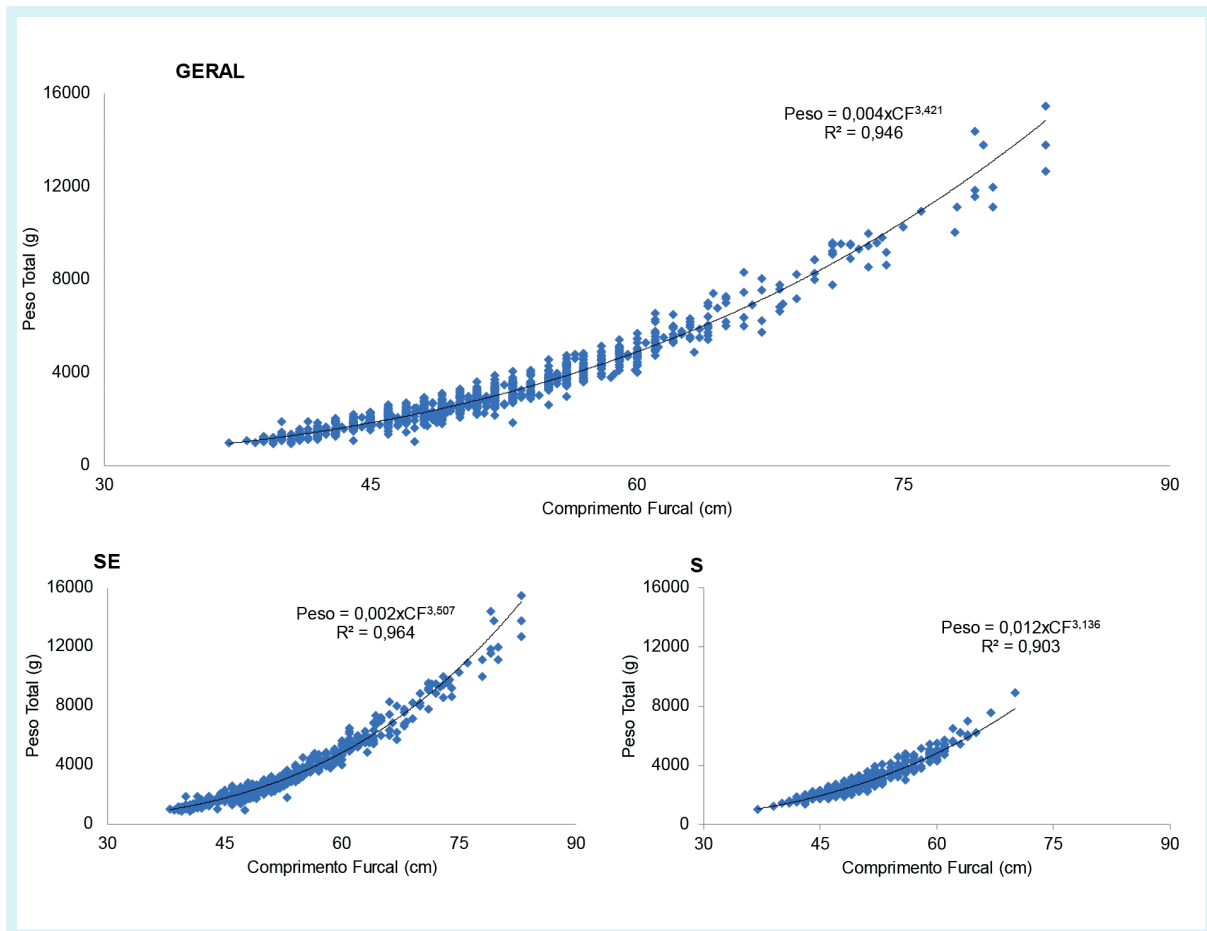 GERAL
16000
12000
8000
4000
0
Peso Total (g)
Peso = 0,004xCF³,⁴²¹
R² = 0,946
30 45 60 75 90
Comprimento Furcal (cm)
SE
16000
12000
8000
4000
0
Peso Total (g)
Peso = 0,002xCF³,⁵⁰⁷
R² = 0,964
30 45 60 75 90
Comprimento Furcal (cm)
S
16000
12000
8000
4000
0
Peso Total (g)
Peso = 0,012xCF³,¹³⁶
R² = 0,903
30 45 60 75 90
Comprimento Furcal (cm)